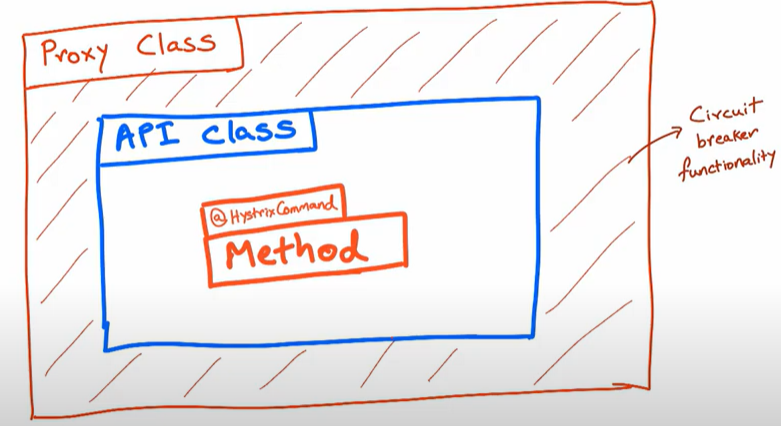 Proxy Class
API Class
@HystrixCommand
Method
Circuit
breaker
functionality